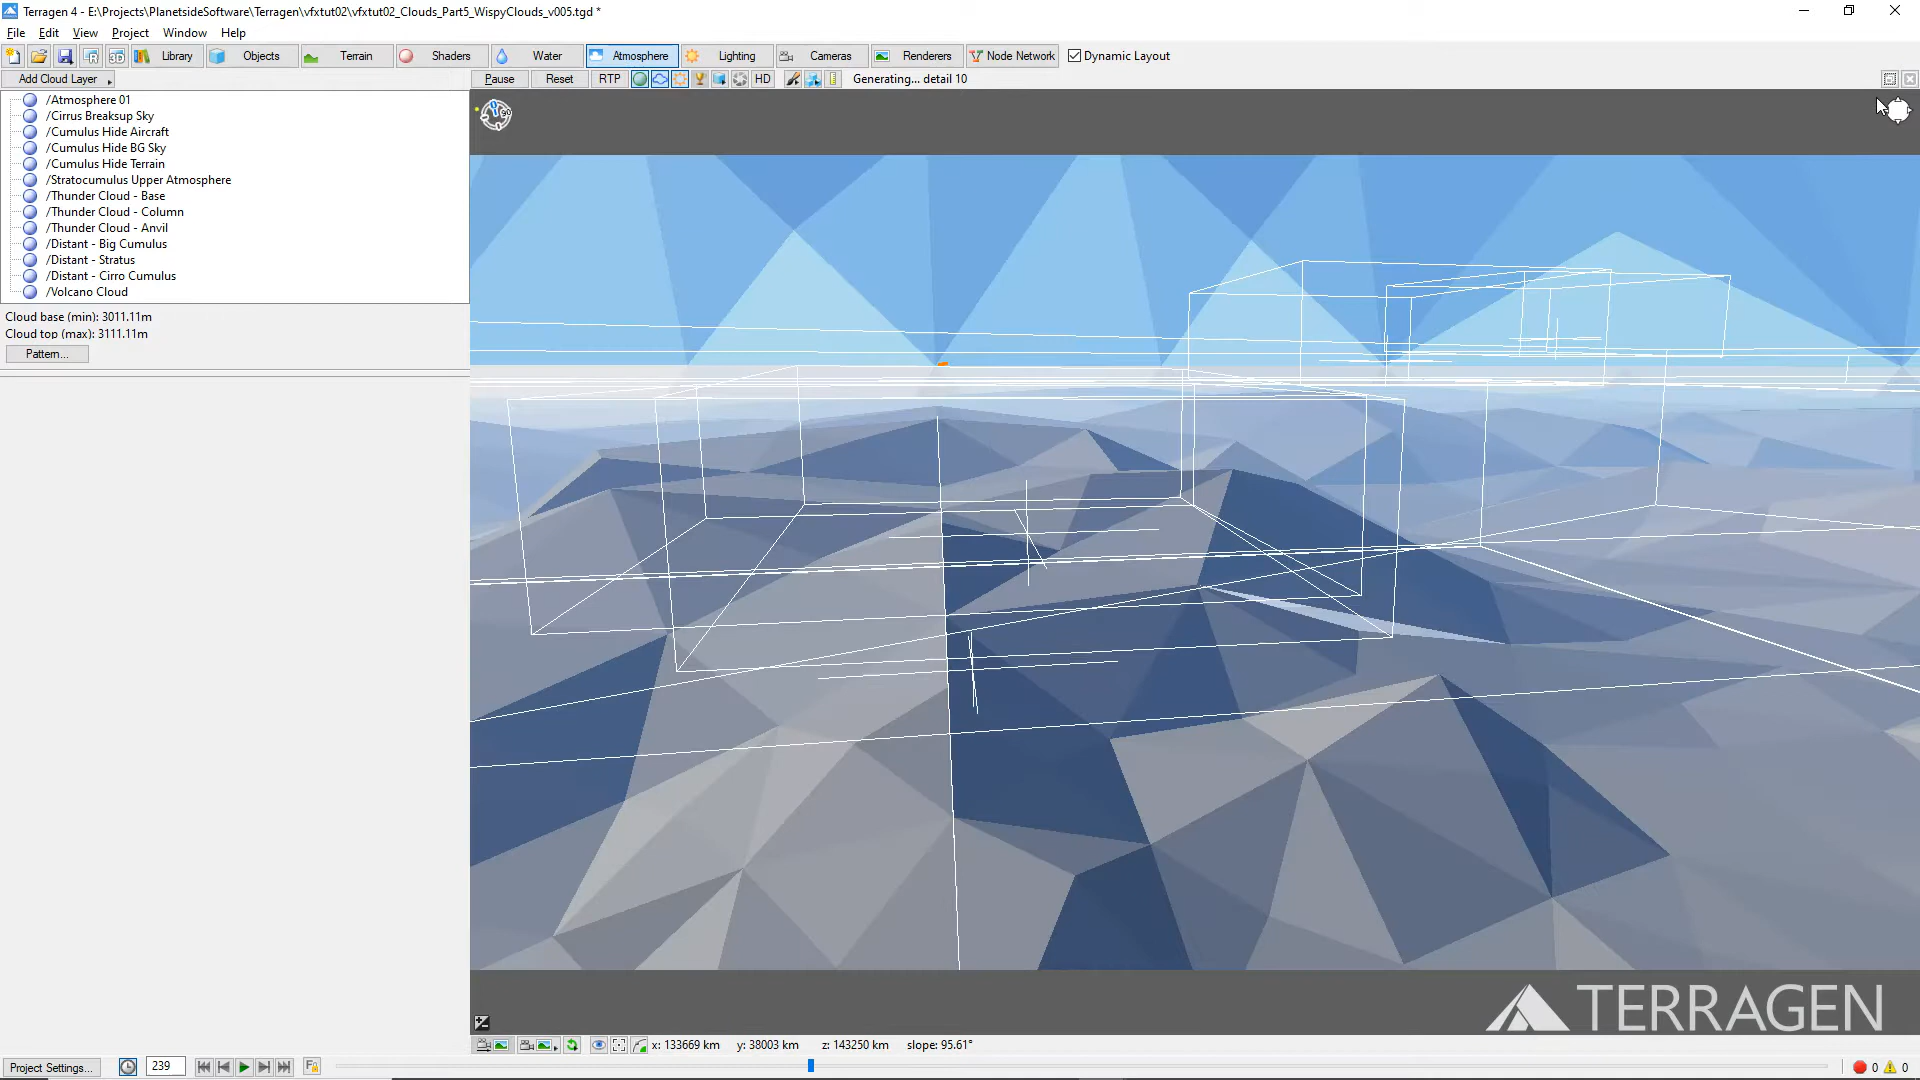 Terragen 4 - E:\Projects\PlanetsideSoftware\Terragen\vfxtut02\vfxtut02_Clouds_Part5_WispyClouds_v005.tgd *
File Edit View Project Window Help
Library Objects Terrain Shaders Water Atmosphere Lighting Cameras Renderers Node Network Dynamic Layout
Add Cloud Layer Pause Reset RTP HD Generating... detail 10
/Atmosphere 01
/Cirrus Breaksup Sky
/Cumulus Hide Aircraft
/Cumulus Hide BG Sky
/Cumulus Hide Terrain
/Stratocumulus Upper Atmosphere
/Thunder Cloud - Base
/Thunder Cloud - Column
/Thunder Cloud - Anvil
/Distant - Big Cumulus
/Distant - Stratus
/Distant - Cirro Cumulus
/Volcano Cloud
Cloud base (min): 3011.11m
Cloud top (max): 3111.11m
Pattern...
TERRAGEN
x: 133669 km y: 38003 km z: 143250 km slope: 95.61°
Project Settings... 239 0 0